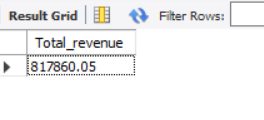 Result Grid Filter Rows:
Total_revenue
817860.05